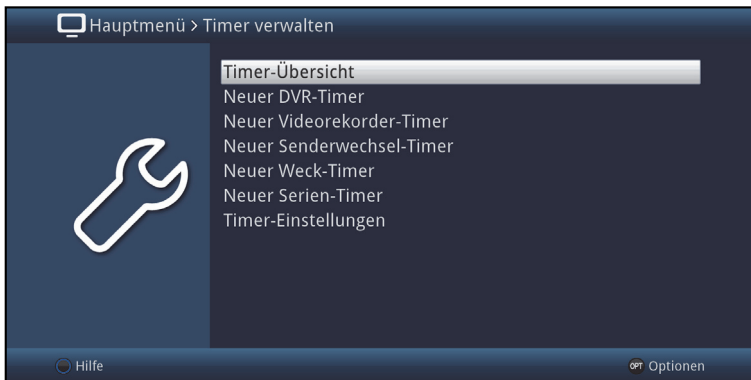 Hauptmenü > Timer verwalten
Timer-Übersicht
Neuer DVR-Timer
Neuer Videorekorder-Timer
Neuer Senderwechsel-Timer
Neuer Weck-Timer
Neuer Serien-Timer
Timer-Einstellungen
Hilfe
OPT Optionen